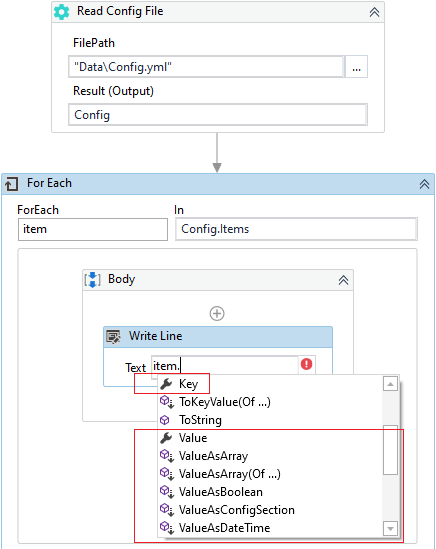 Read Config File
FilePath
"Data\Config.yml"
...
Result (Output)
Config
For Each
ForEach In
item Config.Items
Body
Write Line
Text item.
Key
ToKeyValue(Of ...)
ToString
Value
ValueAsArray
ValueAsArray(Of ...)
ValueAsBoolean
ValueAsConfigSection
ValueAsDateTime